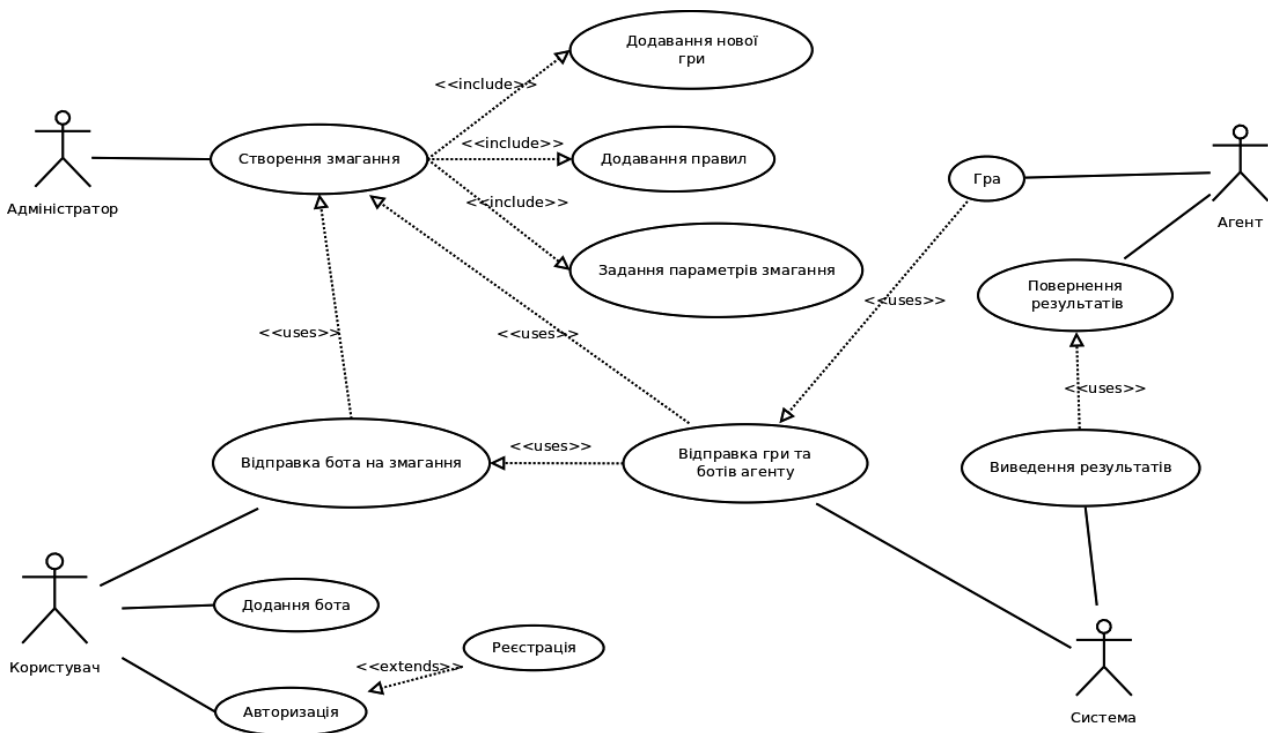 Додавання нової
гри
<<include>>
Створення змагання
<<include>>
Додавання правил
Адміністратор
<<include>>
Гра
Агент
Задання параметрів змагання
Повернення
результатів
<<uses>>
<<uses>>
<<uses>>
<<uses>>
Відправка бота на змагання
<<uses>>
Відправка гри та
ботів агенту
Виведення результатів
Додання бота
Користувач
<<extends>>
Реєстрація
Авторизація
Система